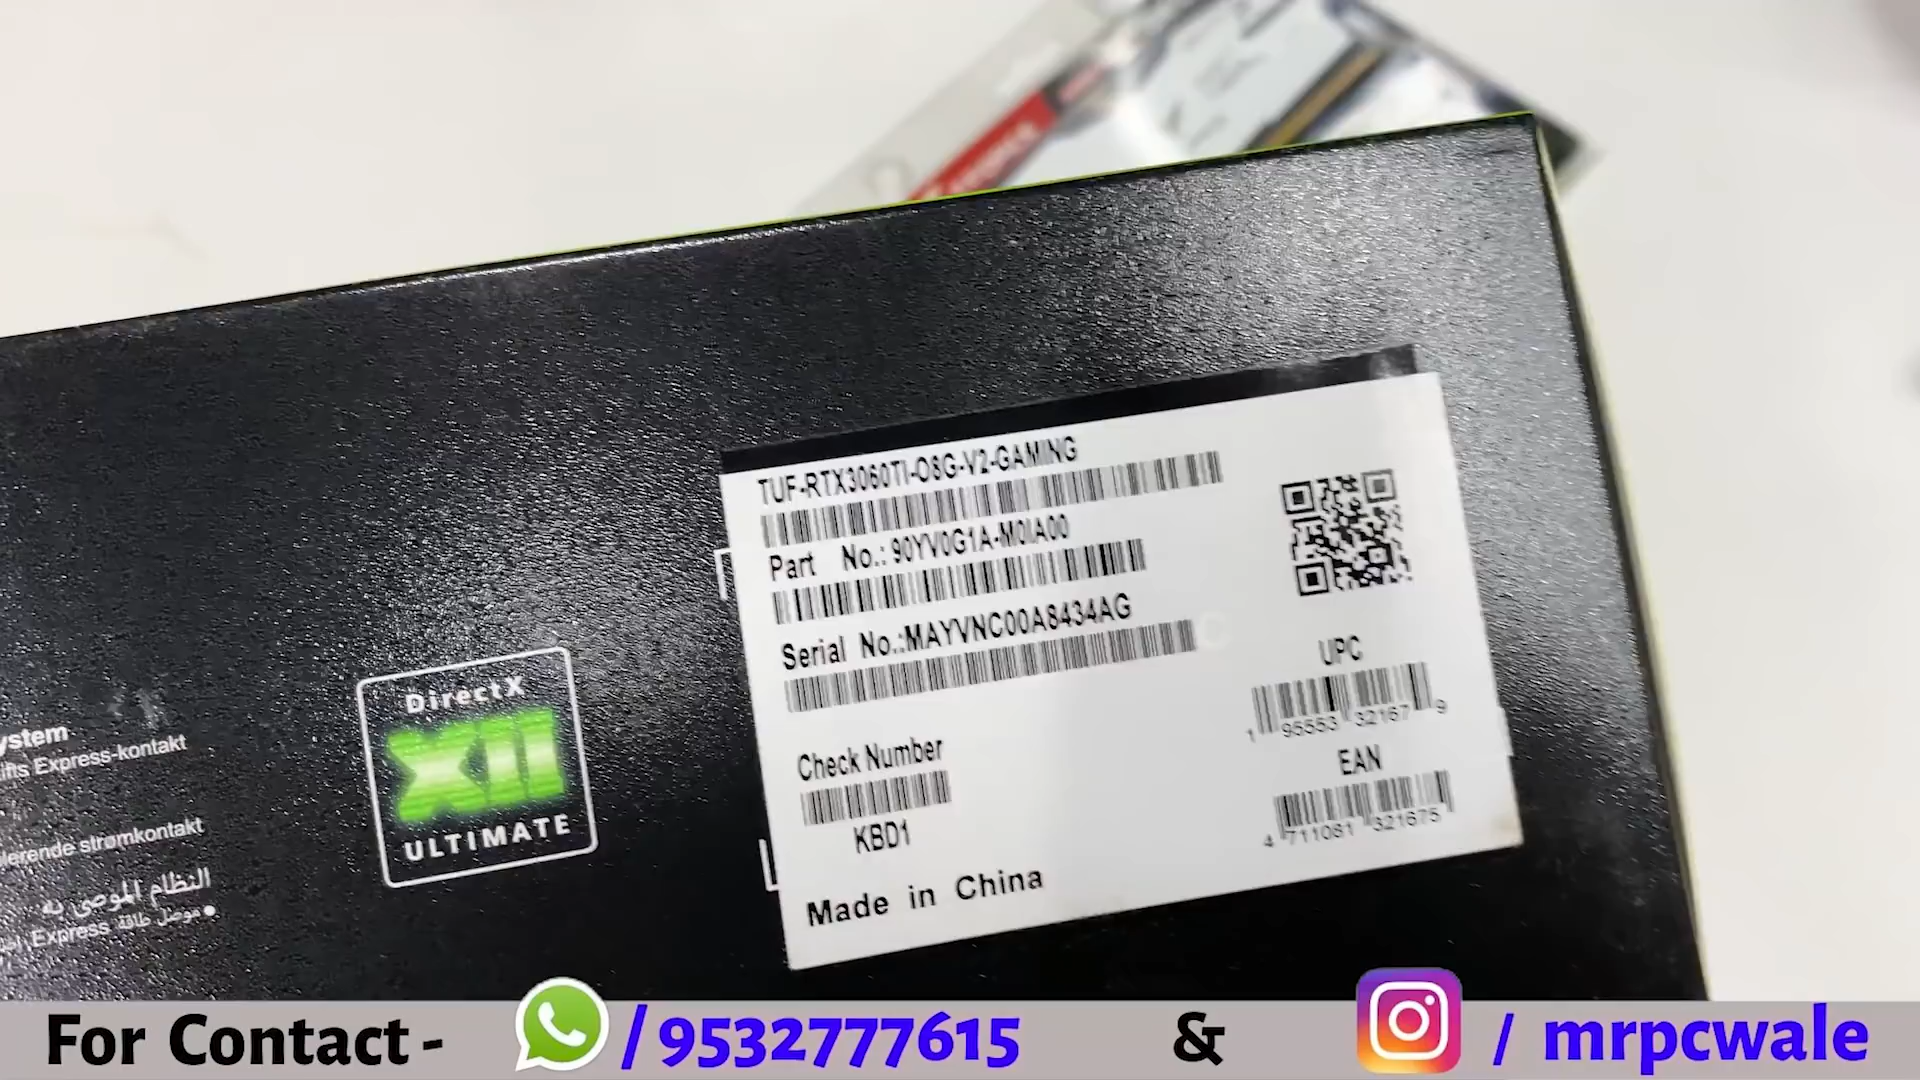 TUF-RTX3060TI-O8G-V2-GAMING
Part No.: 90YV0G1A-M0IA00
Serial No.:MAYVNC00A8434AG
UPC
1 95553 32167 9
Check Number
KBD1
EAN
4 711081 321675
Made in China
DirectX
XII
ULTIMATE
ystem
ifts Express-kontakt
lerende strømkontakt
النظام الموصى به
موصل طاقة Express
For Contact - / 9532777615 & / mrpcwale